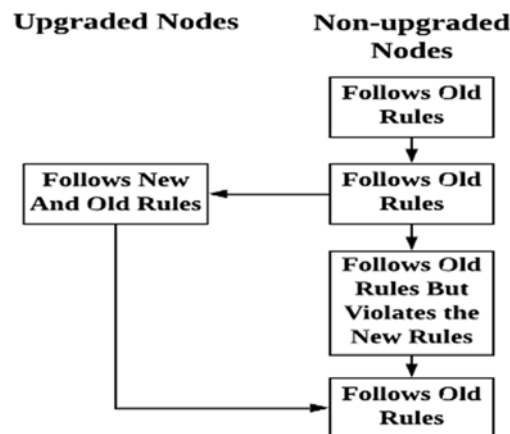 Upgraded Nodes
Non-upgraded
Nodes
Follows Old
Rules
Follows New
And Old Rules
Follows Old
Rules
Follows Old
Rules But
Violates the
New Rules
Follows Old
Rules